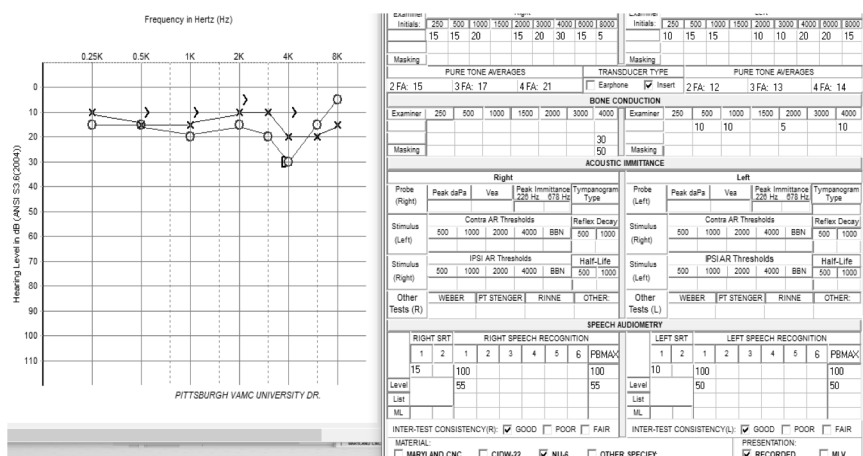 Frequency in Hertz (Hz)
0.25K 0.5K 1K 2K 4K 8K
Hearing Level in dB (ANSI S3.6(2004))
0
10
20
30
40
50
60
70
80
90
100
110
PITTSBURGH VAMC UNIVERSITY DR.
Initials: 250 500 1000 1500 2000 3000 4000 6000 8000
15 15 20 15 20 30 15 5
Masking
PURE TONE AVERAGES TRANSDUCER TYPE
2 FA: 15 3 FA: 17 4 FA: 21 Earphone Insert
Initials: 250 500 1000 1500 2000 3000 4000 6000 8000
10 15 15 10 10 20 20 15
Masking
PURE TONE AVERAGES
2 FA: 12 3 FA: 13 4 FA: 14
BONE CONDUCTION
Examiner 250 500 1000 1500 2000 3000 4000
30
Masking 50
Examiner 250 500 1000 1500 2000 3000 4000
10 10 5 10
Masking
ACOUSTIC IMMITANCE
Right
Probe (Right) Peak daPa Vea Peak Immittance 226 Hz 678 Hz Tympanogram Type
Stimulus (Left) Contra AR Thresholds Reflex Decay
500 1000 2000 4000 BBN 500 1000
Stimulus (Right) IPSI AR Thresholds Half-Life
500 1000 2000 4000 BBN 500 1000
Other Tests (R) WEBER PT STENGER RINNE OTHER:
Left
Probe (Left) Peak daPa Vea Peak Immittance 226 Hz 678 Hz Tympanogram Type
Stimulus (Right) Contra AR Thresholds Reflex Decay
500 1000 2000 4000 BBN 500 1000
Stimulus (Left) IPSI AR Thresholds Half-Life
500 1000 2000 4000 BBN 500 1000
Other Tests (L) WEBER PT STENGER RINNE OTHER:
SPEECH AUDIOMETRY
RIGHT SRT RIGHT SPEECH RECOGNITION
1 2 1 2 3 4 5 6 PBMAX
15 100 100
Level 55 55
List
ML
LEFT SRT LEFT SPEECH RECOGNITION
1 2 1 2 3 4 5 6 PBMAX
10 100 100
Level 50 50
List
ML
INTER-TEST CONSISTENCY(R): GOOD POOR FAIR
INTER-TEST CONSISTENCY(L): GOOD POOR FAIR
MATERIAL:
MARYLAND CNC CIDW-22 NU-6 OTHER SPECIFY:
PRESENTATION:
RECORDED MLV